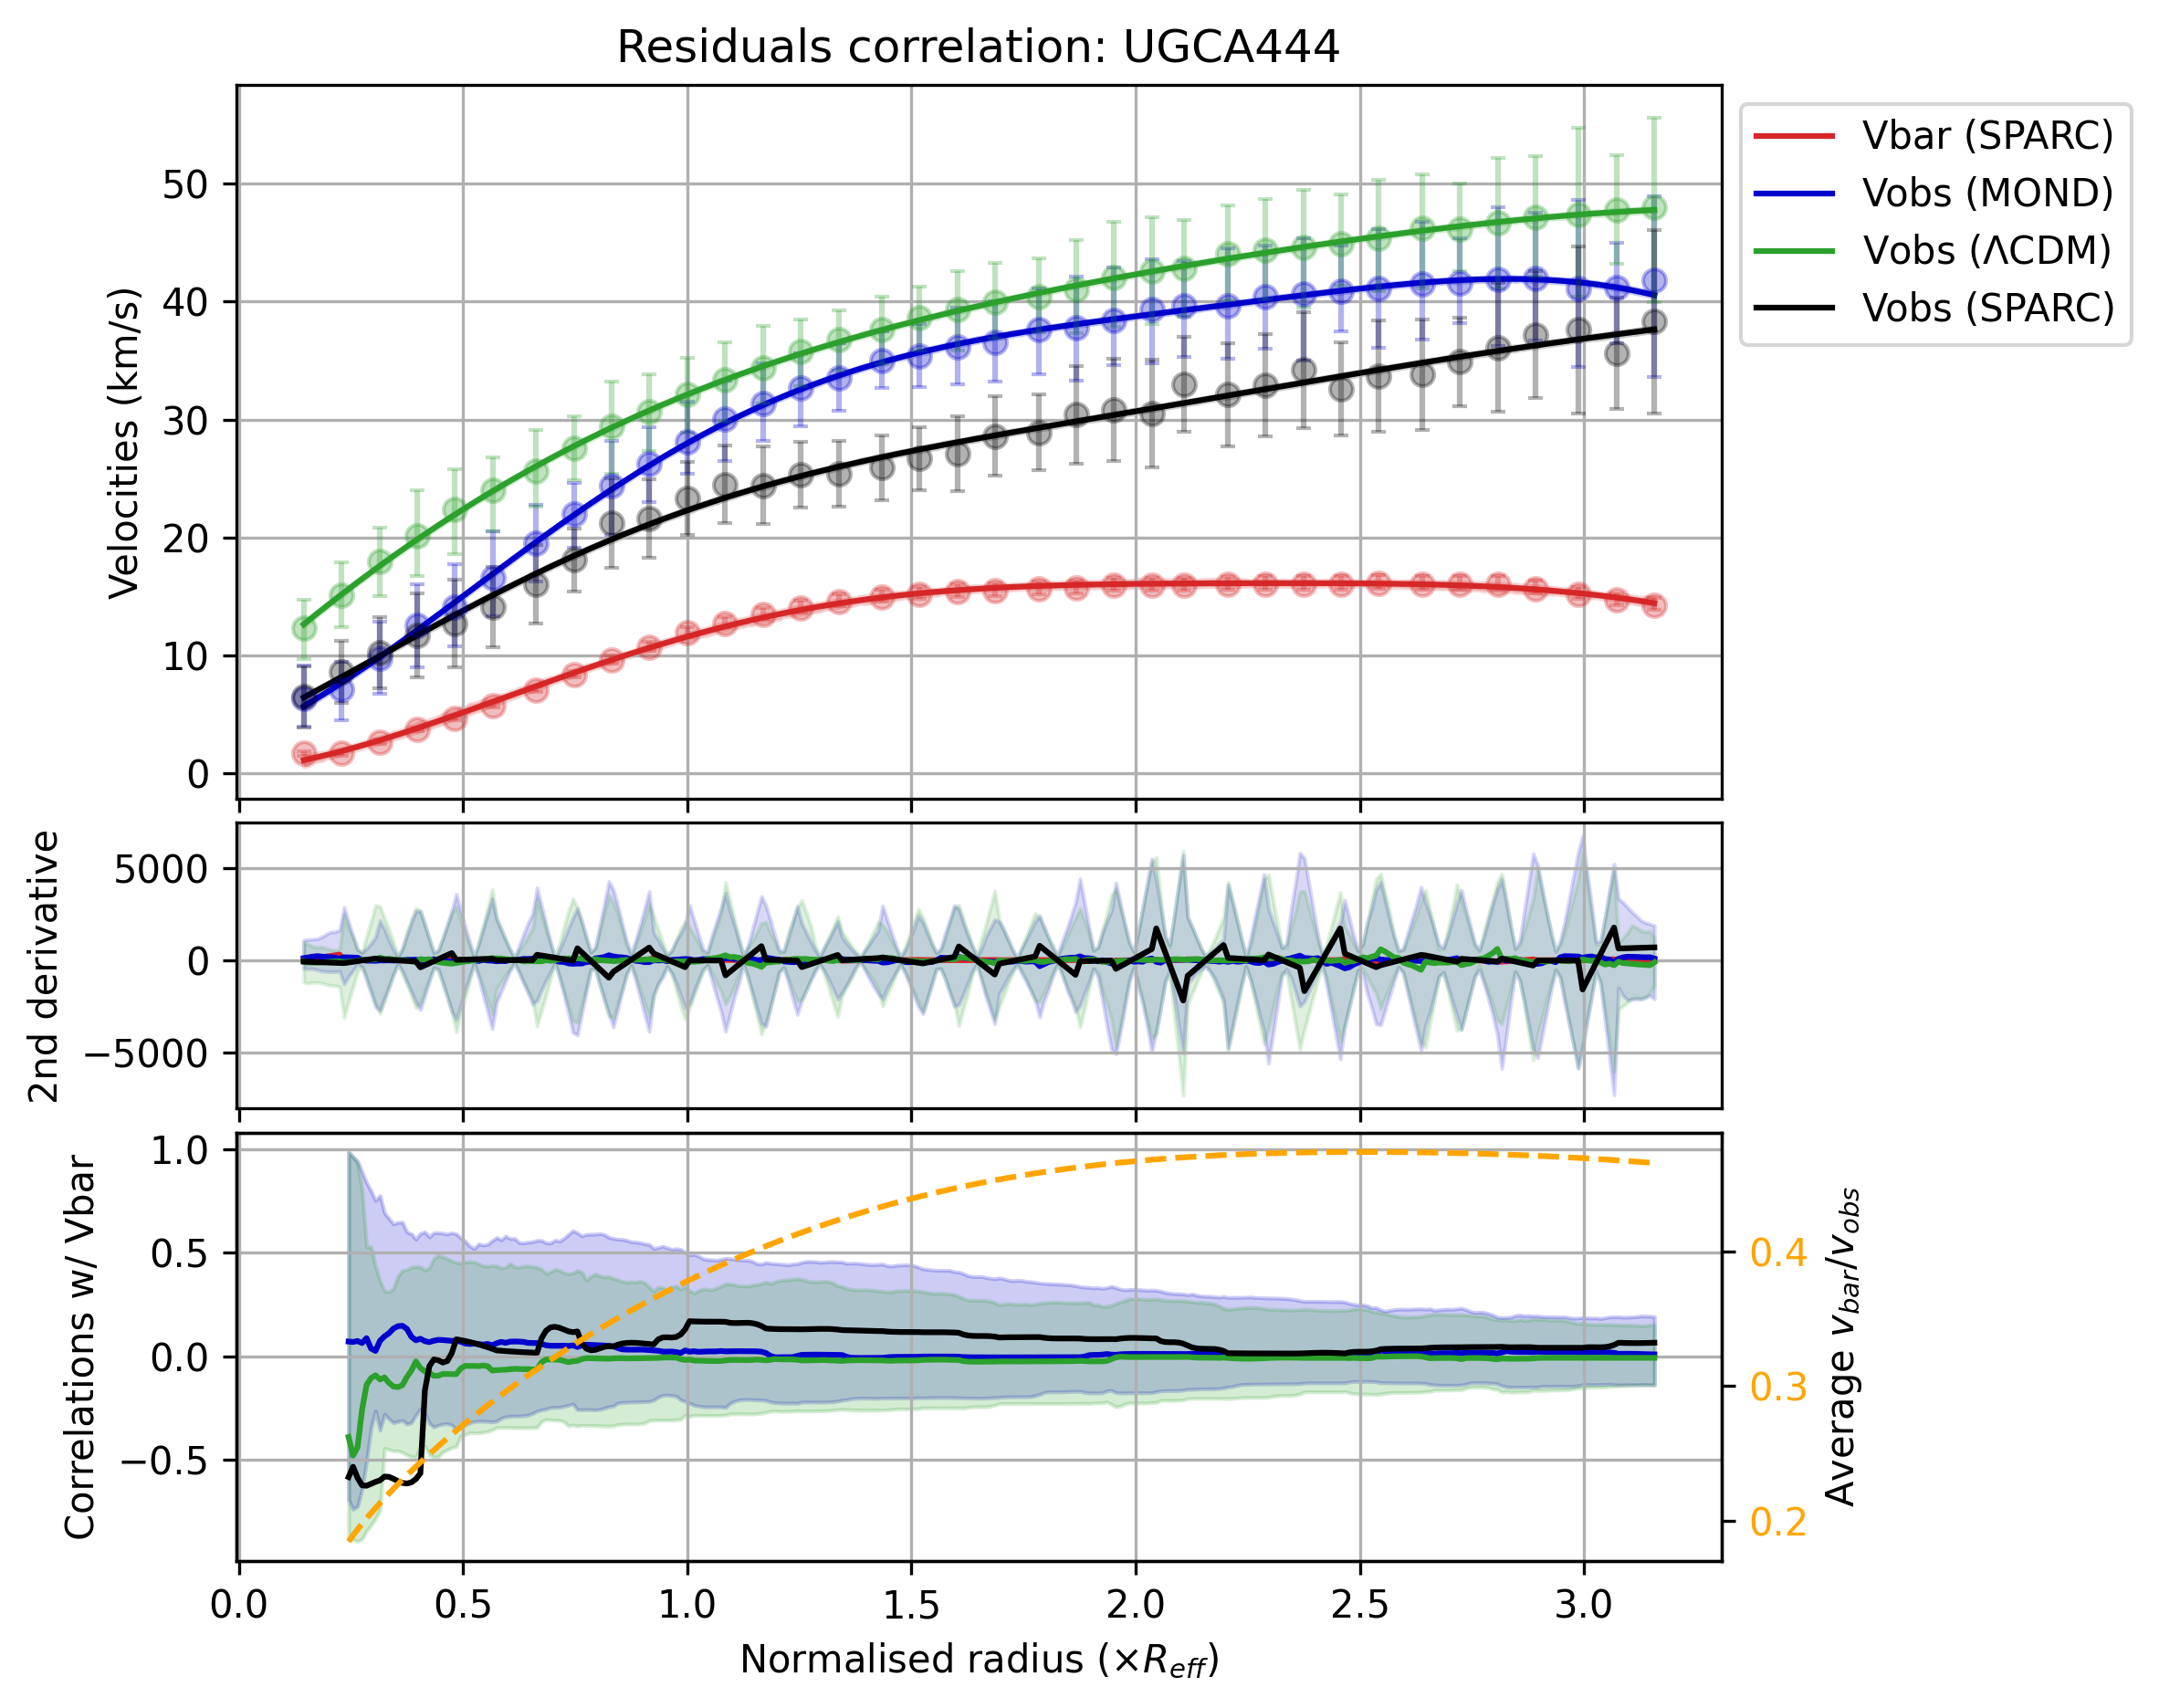 Residuals correlation: UGCA444
Velocities (km/s)
50
40
30
20
10
0
Vbar (SPARC)
Vobs (MOND)
Vobs (ΛCDM)
Vobs (SPARC)
2nd derivative
5000
0
−5000
Correlations w/ Vbar
1.0
0.5
0.0
−0.5
0.4
0.3
0.2
Average v_bar/v_obs
0.0 0.5 1.0 1.5 2.0 2.5 3.0
Normalised radius (×R_eff)